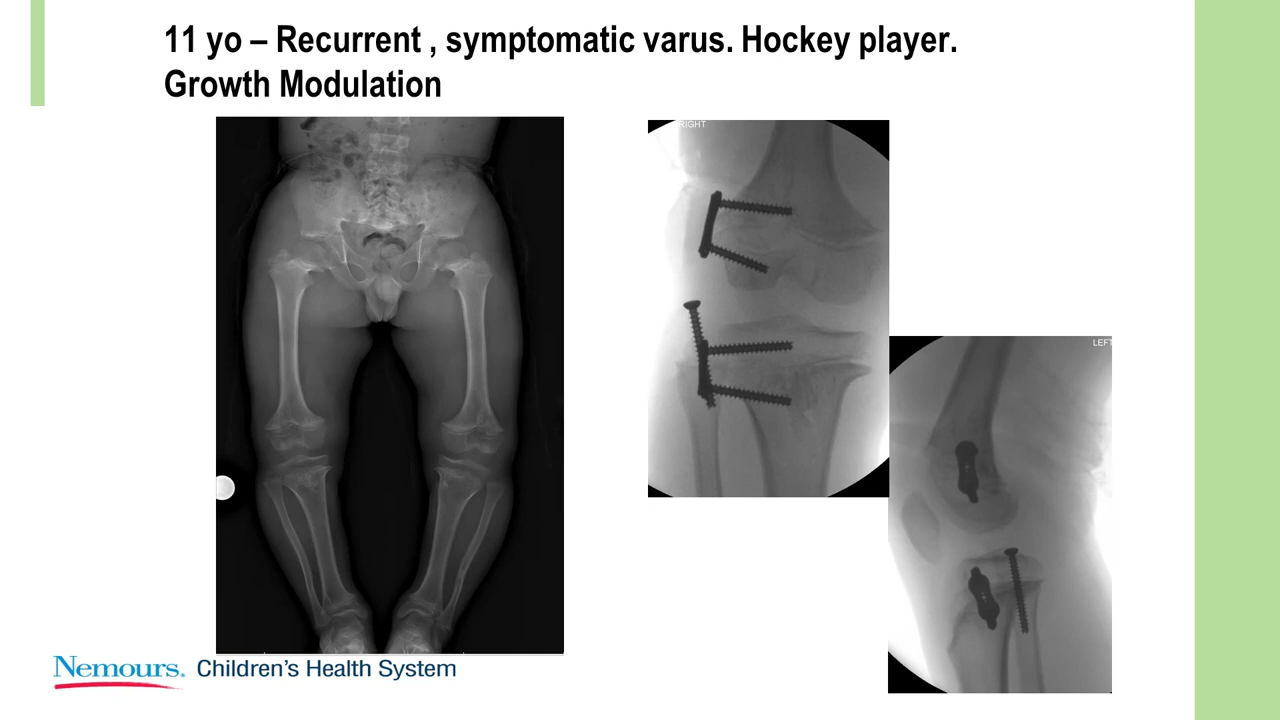 11 yo – Recurrent , symptomatic varus. Hockey player.
Growth Modulation
RIGHT
LEFT
Nemours. Children's Health System